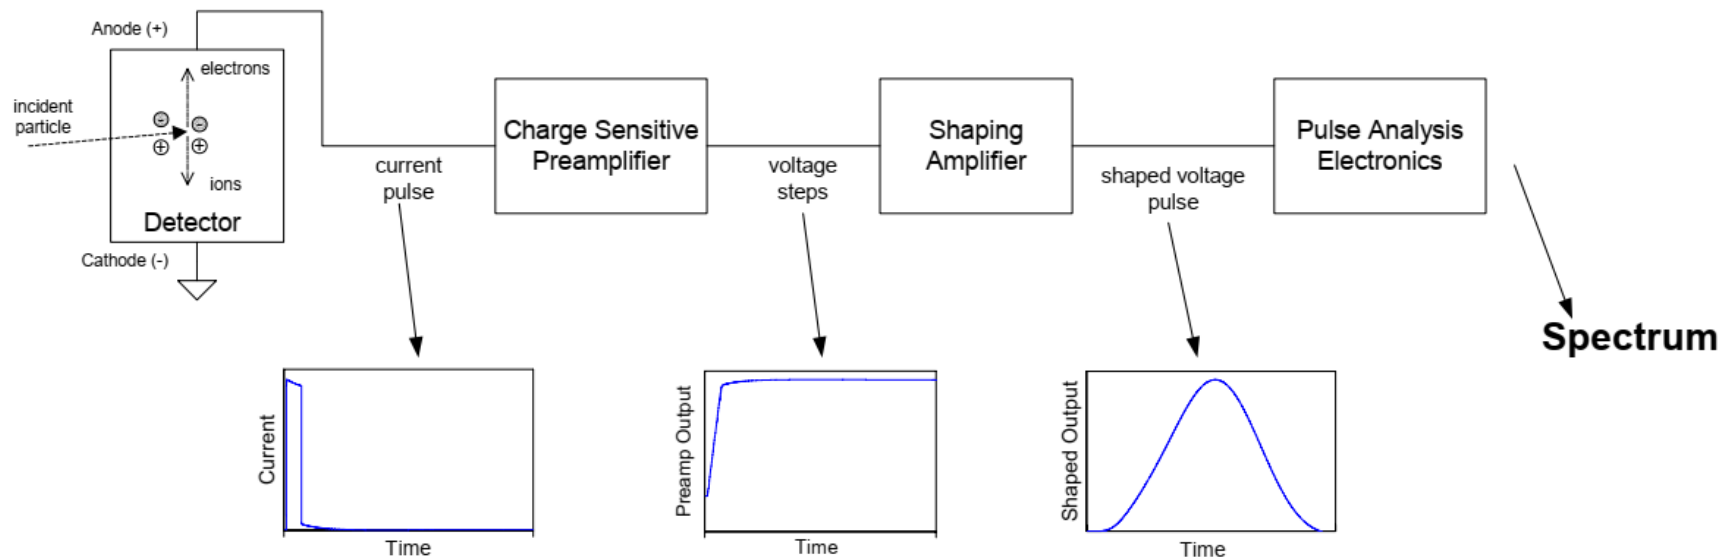 Anode (+)
electrons
incident
particle
ions
Detector
Cathode (-)
current
pulse
Charge Sensitive
Preamplifier
voltage
steps
Shaping
Amplifier
shaped voltage
pulse
Pulse Analysis
Electronics
Spectrum
Current
Time
Preamp Output
Time
Shaped Output
Time